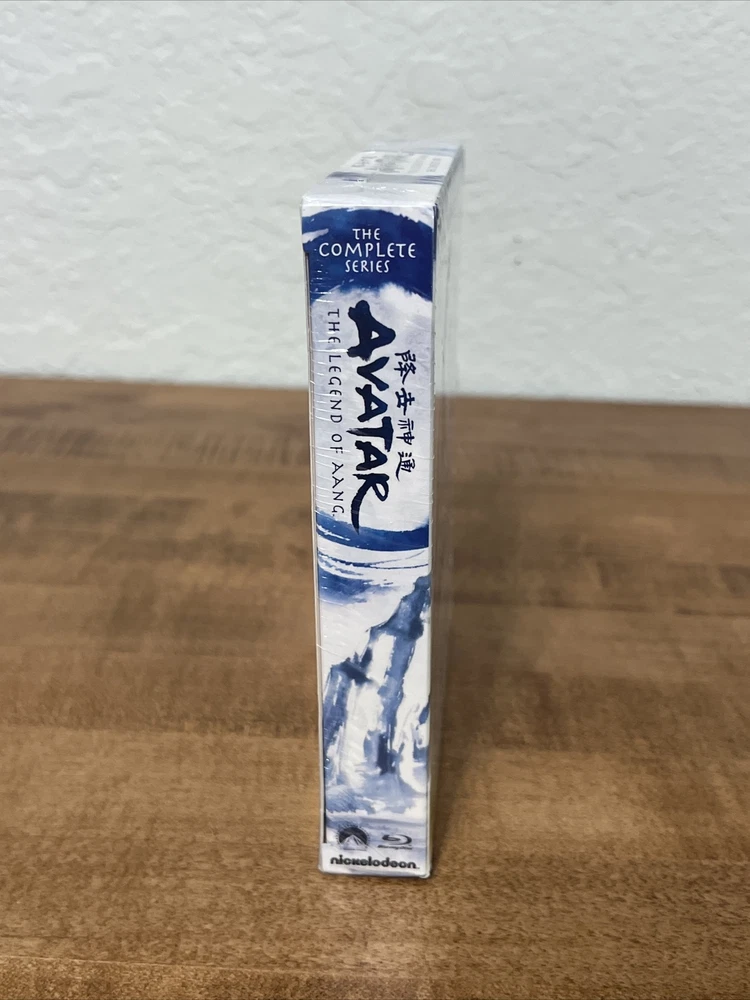 THE
COMPLETE
SERIES
降世神通
AVATAR
THE LEGEND OF AANG
nickelodeon